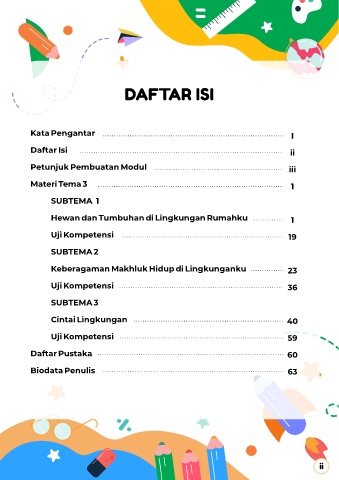 DAFTAR ISI
Kata Pengantar ........ I
Daftar Isi ........ ii
Petunjuk Pembuatan Modul ........ iii
Materi Tema 3 ........ 1
SUBTEMA 1
Hewan dan Tumbuhan di Lingkungan Rumahku ........ 1
Uji Kompetensi ........ 19
SUBTEMA 2
Keberagaman Makhluk Hidup di Lingkunganku ........ 23
Uji Kompetensi ........ 36
SUBTEMA 3
Cintai Lingkungan ........ 40
Uji Kompetensi ........ 59
Daftar Pustaka ........ 60
Biodata Penulis ........ 63
ii